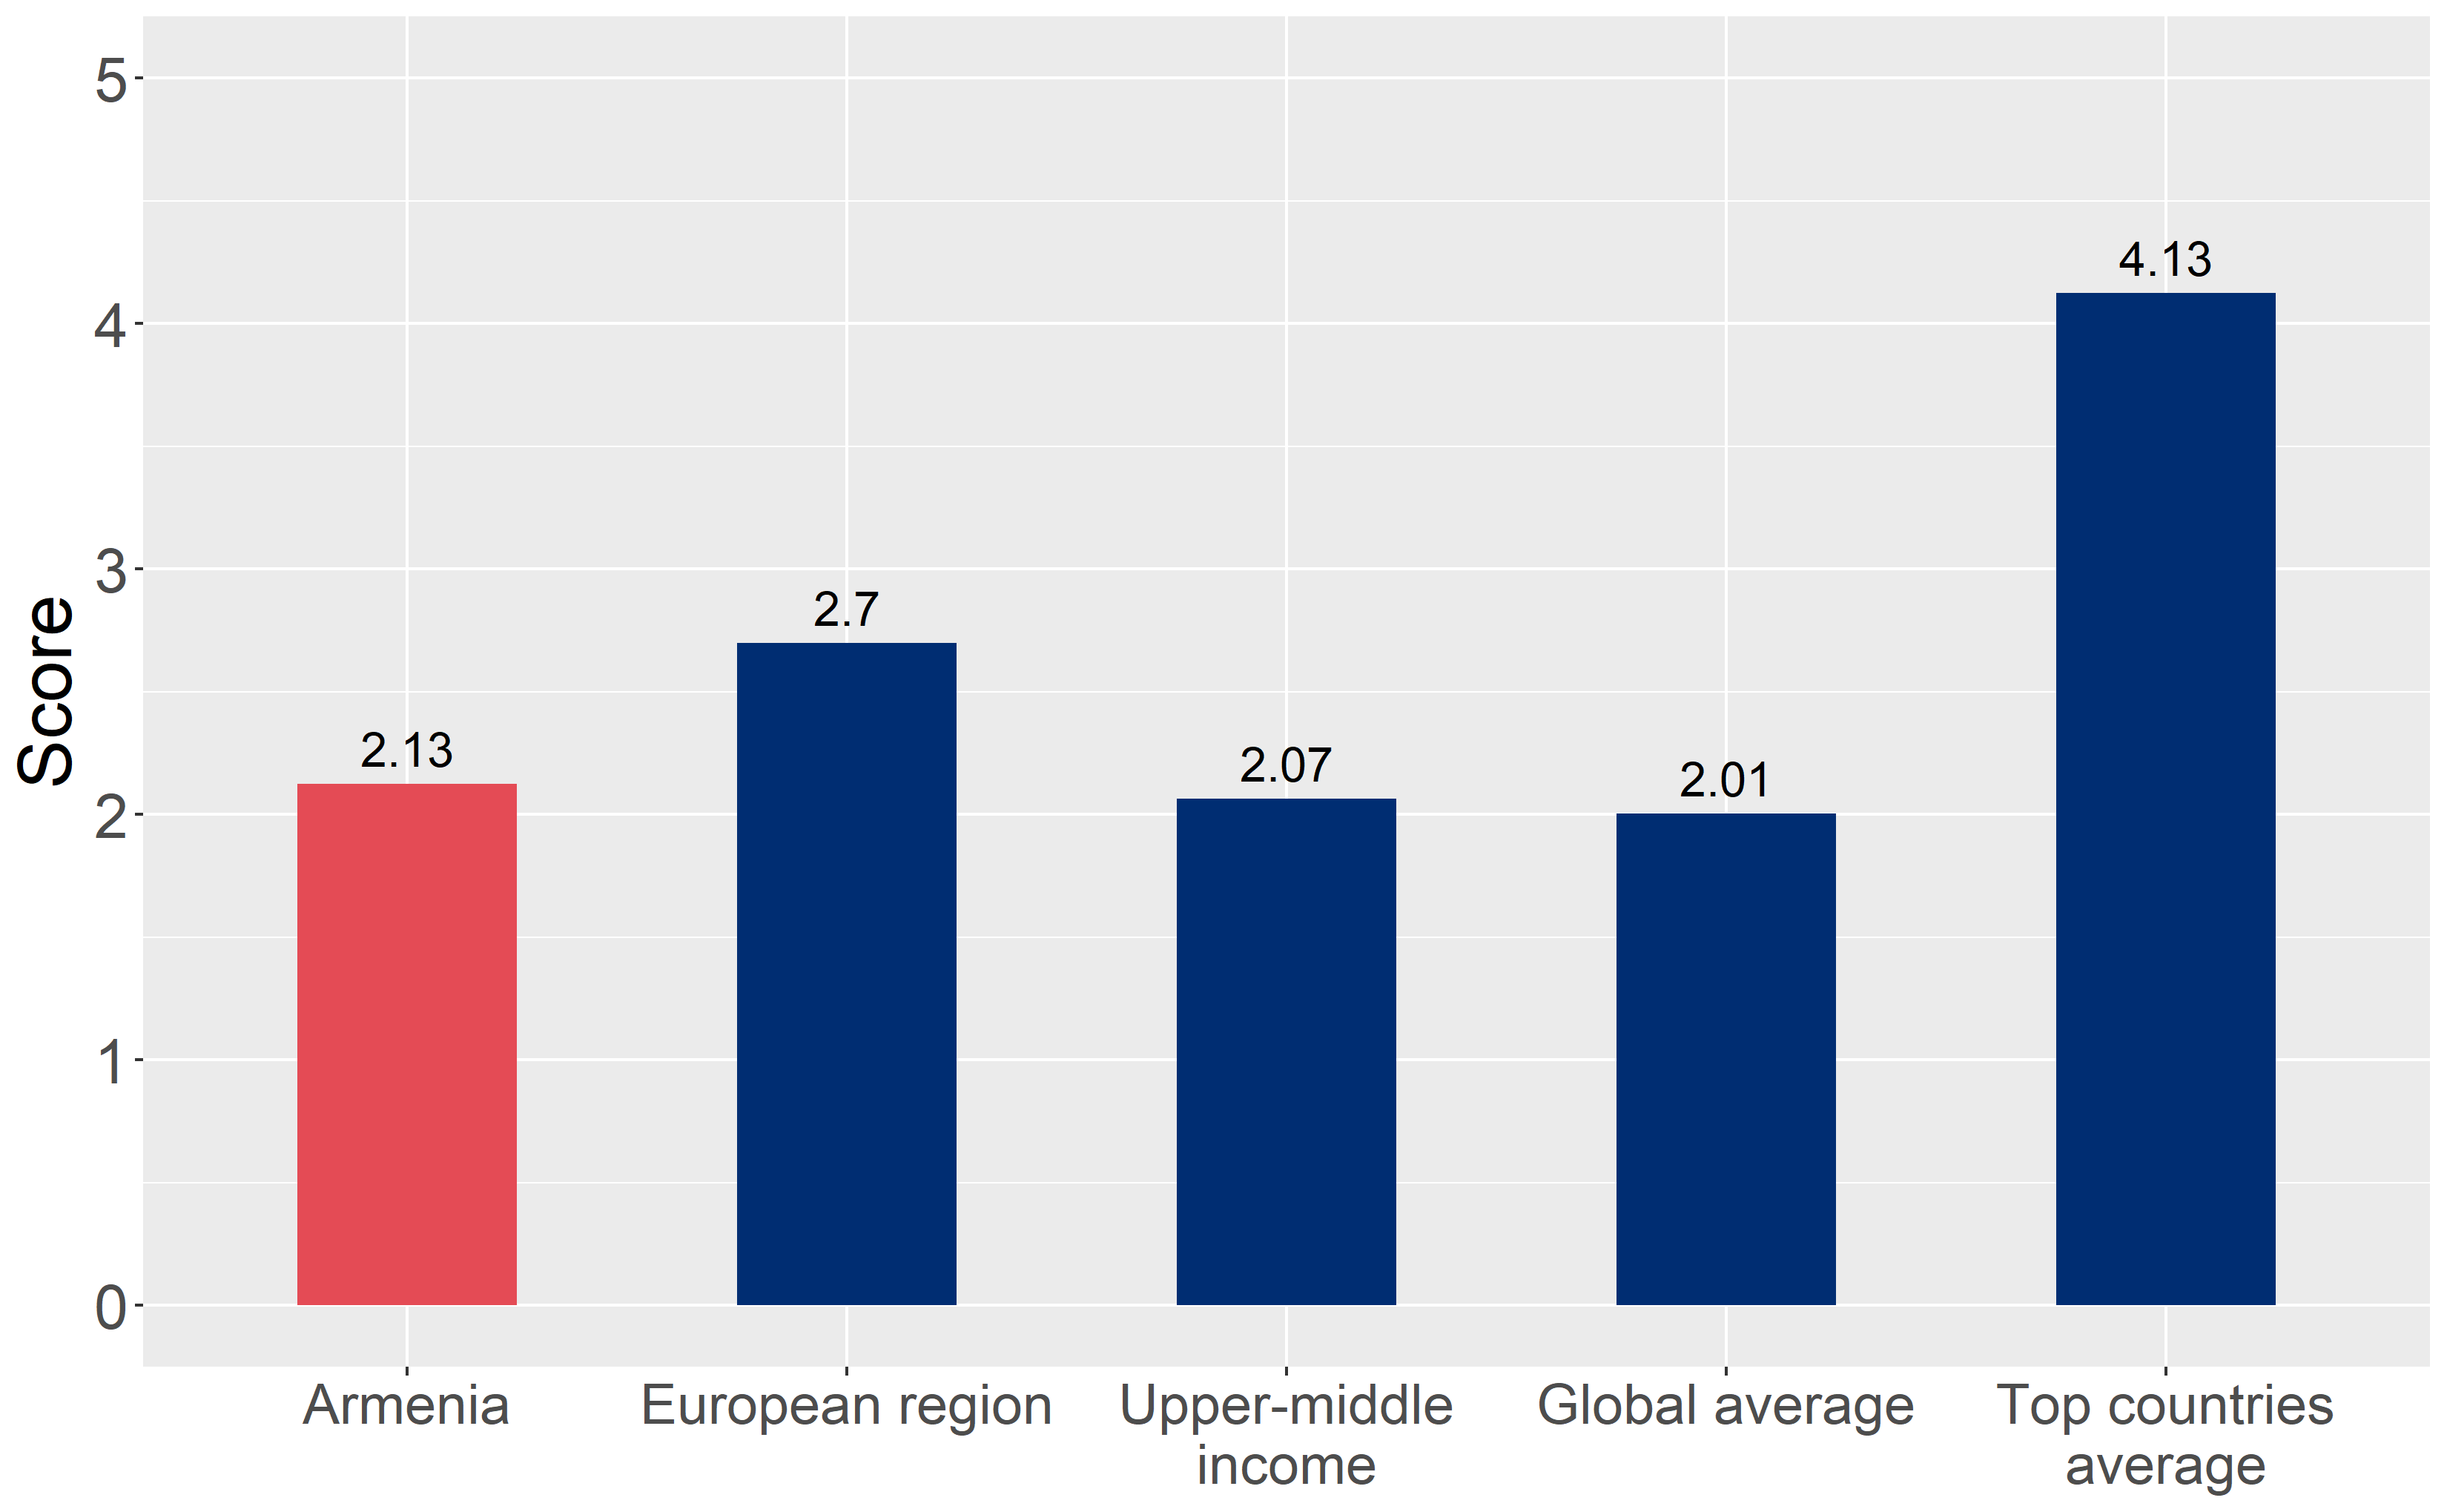 Score
5
4
3
2
1
0
2.13
2.7
2.07
2.01
4.13
Armenia
European region
Upper-middle
income
Global average
Top countries
average